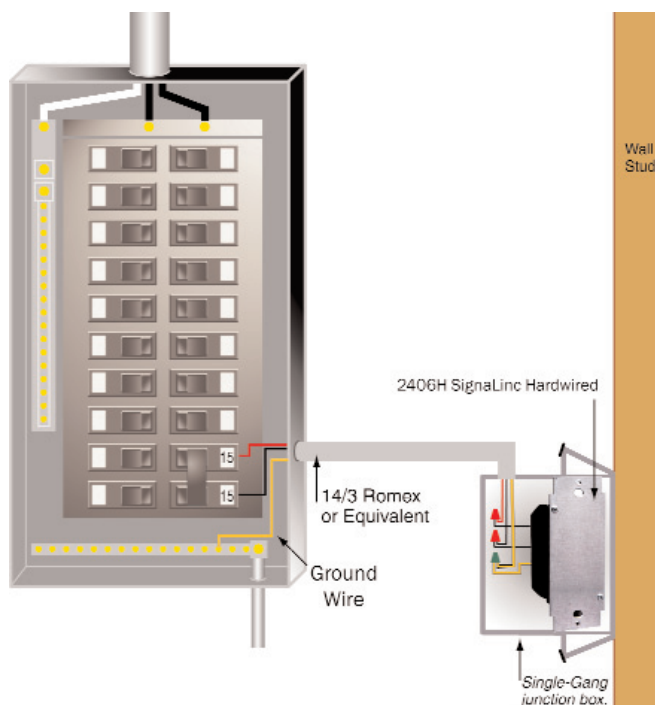 Wall
Stud
2406H SignaLinc Hardwired
15
15
14/3 Romex
or Equivalent
Ground
Wire
Single-Gang
junction box.